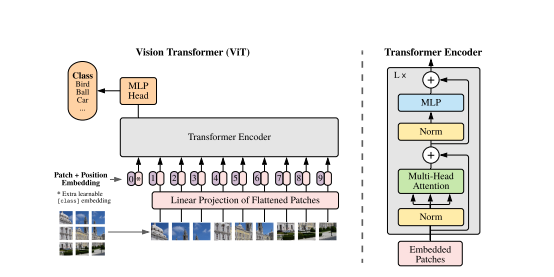 Vision Transformer (ViT)
Class
Bird
Ball
Car
...
MLP
Head
Transformer Encoder
Patch + Position
Embedding
0 * 1 2 3 4 5 6 7 8 9
* Extra learnable
[class] embedding
Linear Projection of Flattened Patches
Transformer Encoder
L x
+
MLP
Norm
+
Multi-Head
Attention
Norm
Embedded
Patches